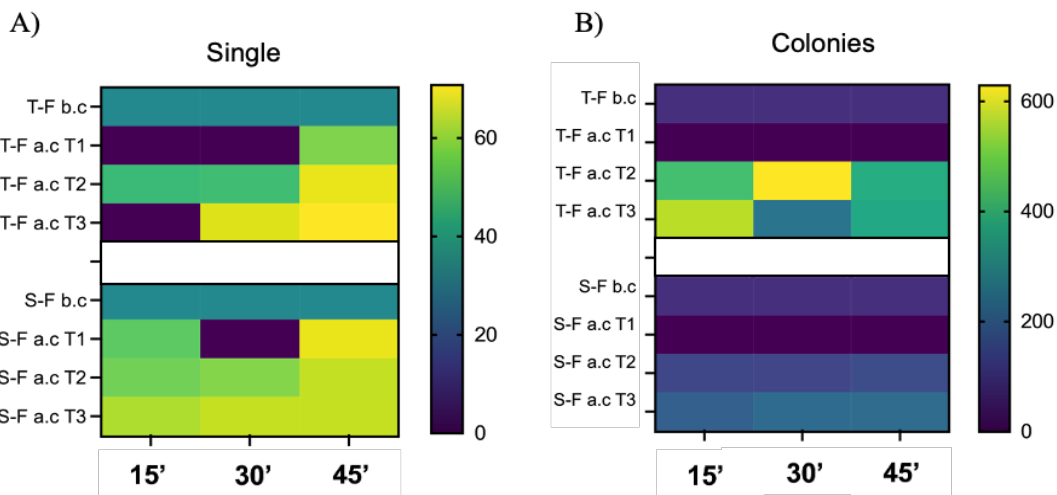 A)
Single
T-F b.c
T-F a.c T1
T-F a.c T2
T-F a.c T3
S-F b.c
S-F a.c T1
S-F a.c T2
S-F a.c T3
15’ 30’ 45’
60
40
20
0
B)
Colonies
T-F b.c
T-F a.c T1
T-F a.c T2
T-F a.c T3
S-F b.c
S-F a.c T1
S-F a.c T2
S-F a.c T3
15’ 30’ 45’
600
400
200
0